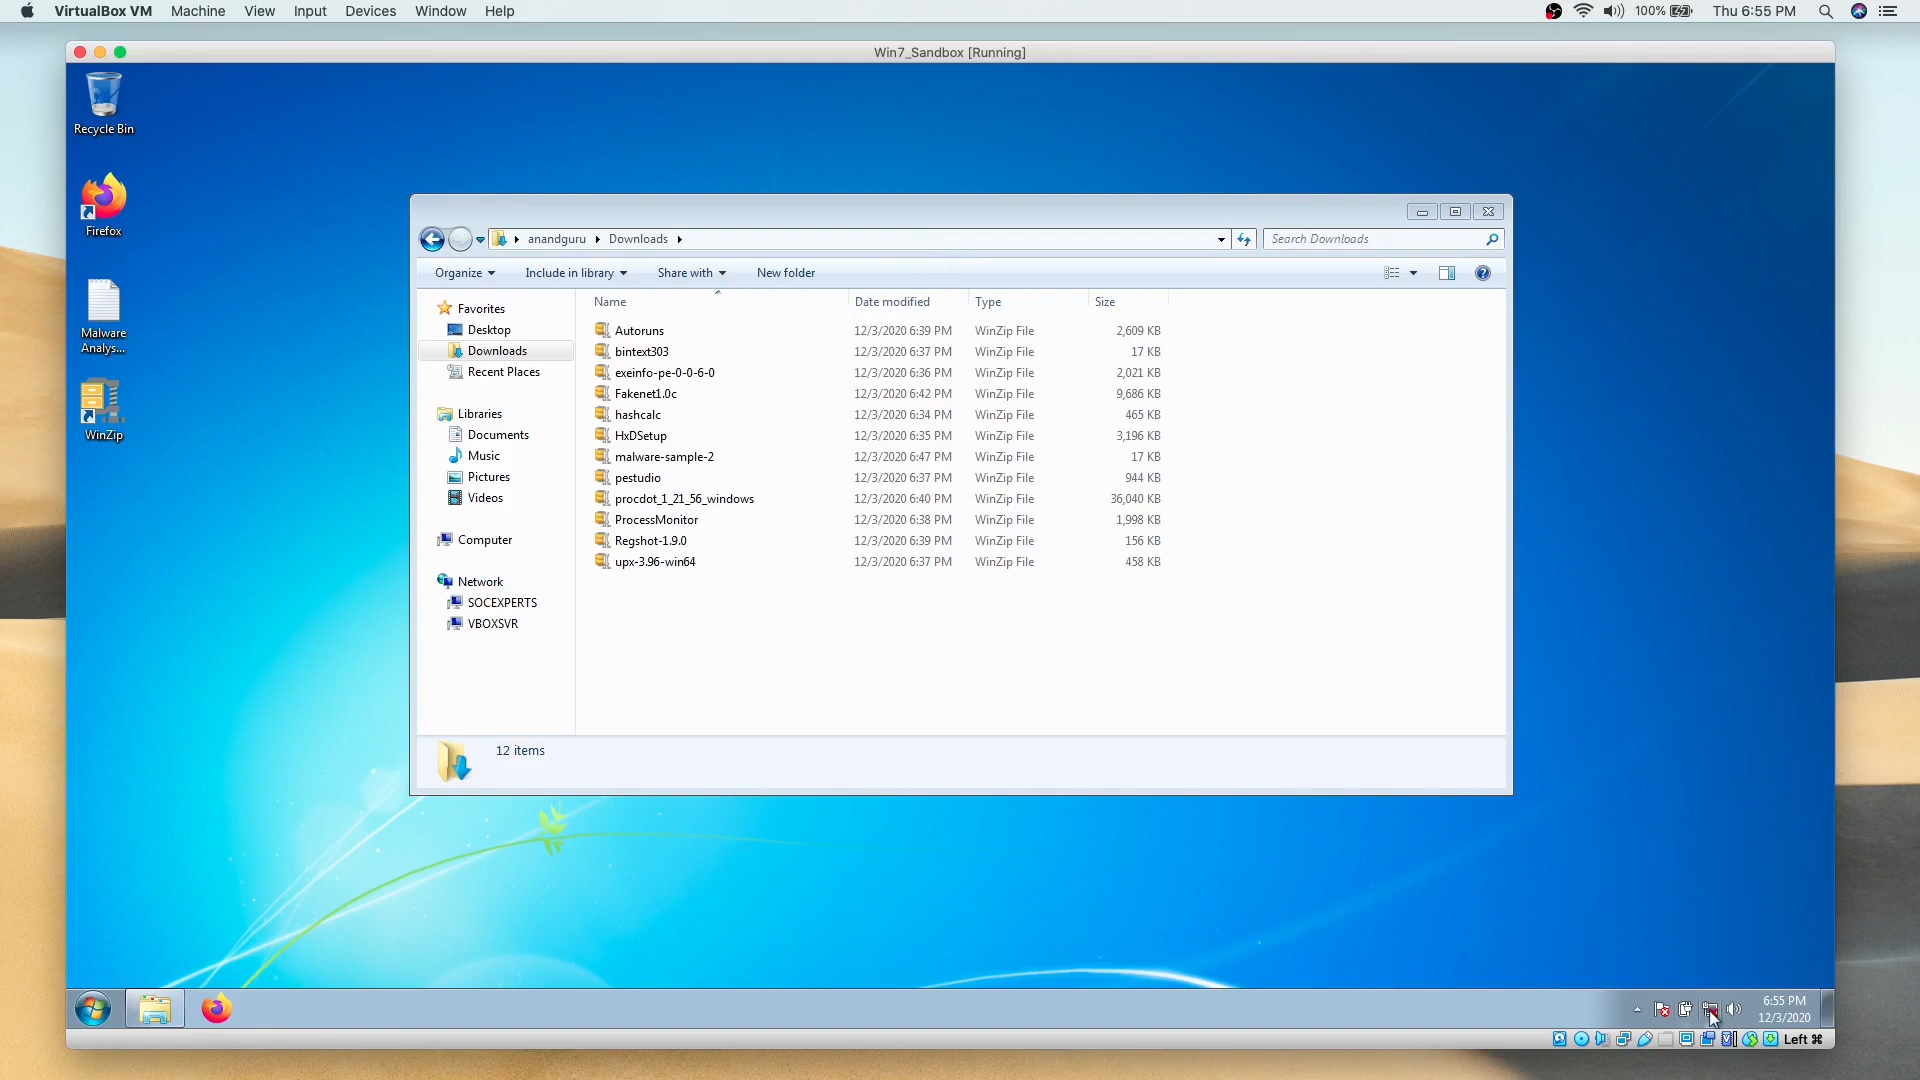 VirtualBox VM Machine View Input Devices Window Help 100% Thu 6:55 PM
Win7_Sandbox [Running]
Recycle Bin
Firefox
Malware
Analys...
WinZip
anandguru Downloads
Search Downloads
Organize Include in library Share with New folder
Name Date modified Type Size
Favorites
Desktop
Downloads
Recent Places
Libraries
Documents
Music
Pictures
Videos
Computer
Network
SOCEXPERTS
VBOXSVR
Autoruns 12/3/2020 6:39 PM WinZip File 2,609 KB
bintext303 12/3/2020 6:37 PM WinZip File 17 KB
exeinfo-pe-0-0-6-0 12/3/2020 6:36 PM WinZip File 2,021 KB
Fakenet1.0c 12/3/2020 6:42 PM WinZip File 9,686 KB
hashcalc 12/3/2020 6:34 PM WinZip File 465 KB
HxDSetup 12/3/2020 6:35 PM WinZip File 3,196 KB
malware-sample-2 12/3/2020 6:47 PM WinZip File 17 KB
pestudio 12/3/2020 6:37 PM WinZip File 944 KB
procdot_1_21_56_windows 12/3/2020 6:40 PM WinZip File 36,040 KB
ProcessMonitor 12/3/2020 6:38 PM WinZip File 1,998 KB
Regshot-1.9.0 12/3/2020 6:39 PM WinZip File 156 KB
upx-3.96-win64 12/3/2020 6:37 PM WinZip File 458 KB
12 items
6:55 PM
12/3/2020
Left ⌘